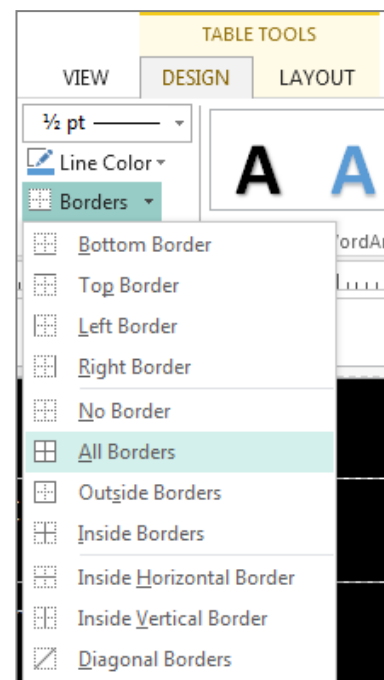 TABLE TOOLS
VIEW DESIGN LAYOUT
½ pt
Line Color
A A
Borders
Bottom Border
Top Border
Left Border
Right Border
No Border
All Borders
Outside Borders
Inside Borders
Inside Horizontal Border
Inside Vertical Border
Diagonal Borders